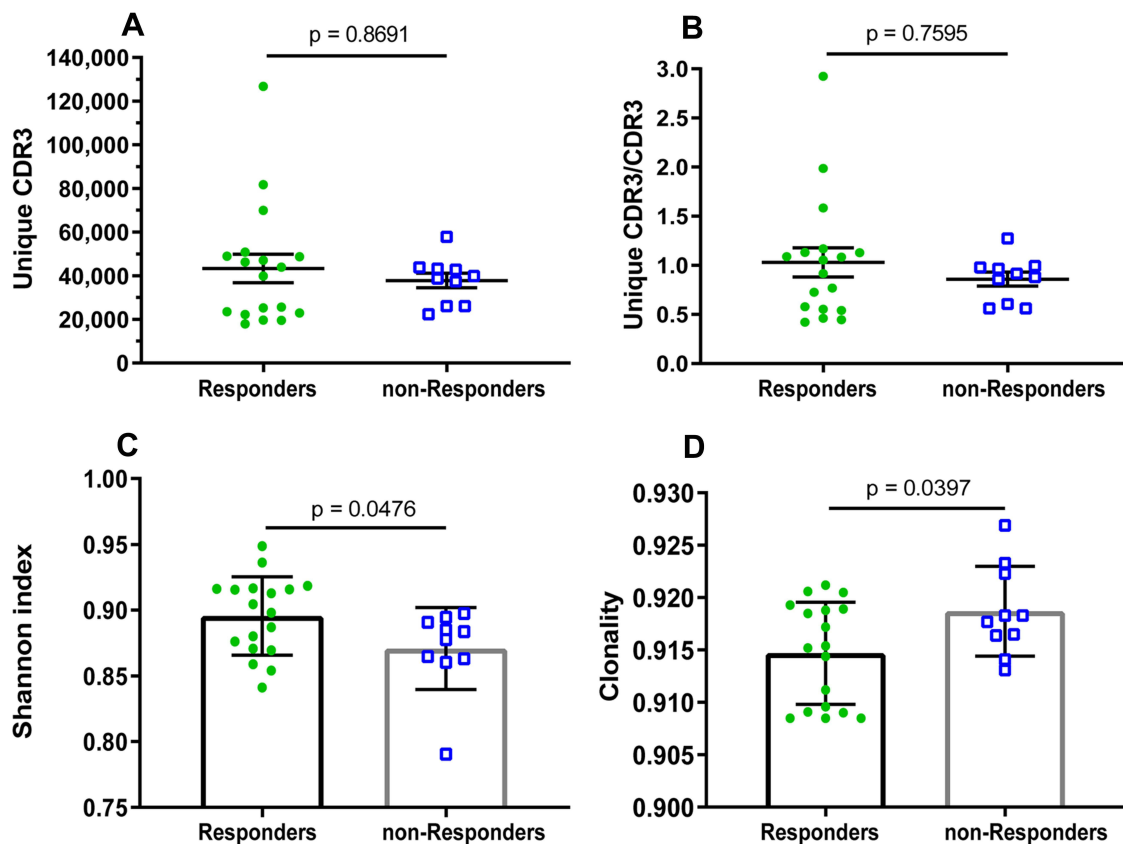 A
p = 0.8691
Unique CDR3
140,000
120,000
100,000
80,000
60,000
40,000
20,000
0
Responders
non-Responders
B
p = 0.7595
Unique CDR3/CDR3
3.0
2.5
2.0
1.5
1.0
0.5
0.0
Responders
non-Responders
C
p = 0.0476
Shannon index
1.00
0.95
0.90
0.85
0.80
0.75
Responders
non-Responders
D
p = 0.0397
Clonality
0.930
0.925
0.920
0.915
0.910
0.905
0.900
Responders
non-Responders